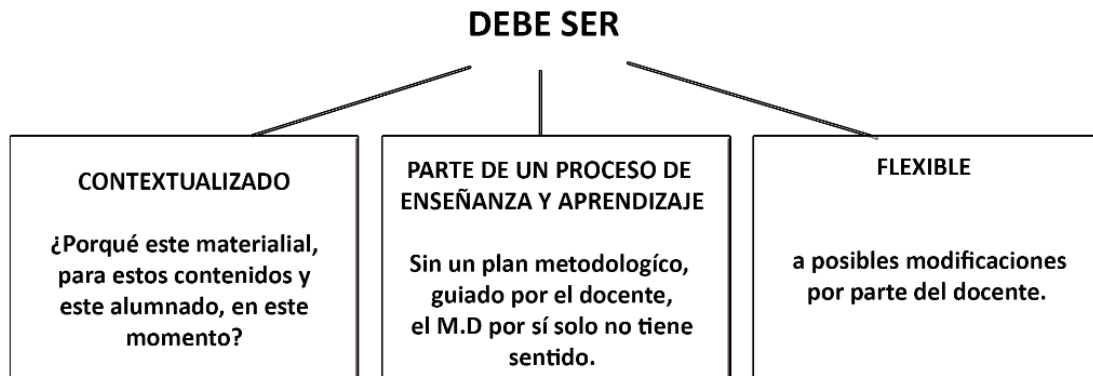 DEBE SER
CONTEXTUALIZADO
¿Porqué este materialial,
para estos contenidos y
este alumnado, en este
momento?
PARTE DE UN PROCESO DE
ENSEÑANZA Y APRENDIZAJE
Sin un plan metodologíco,
guiado por el docente,
el M.D por sí solo no tiene
sentido.
FLEXIBLE
a posibles modificaciones
por parte del docente.